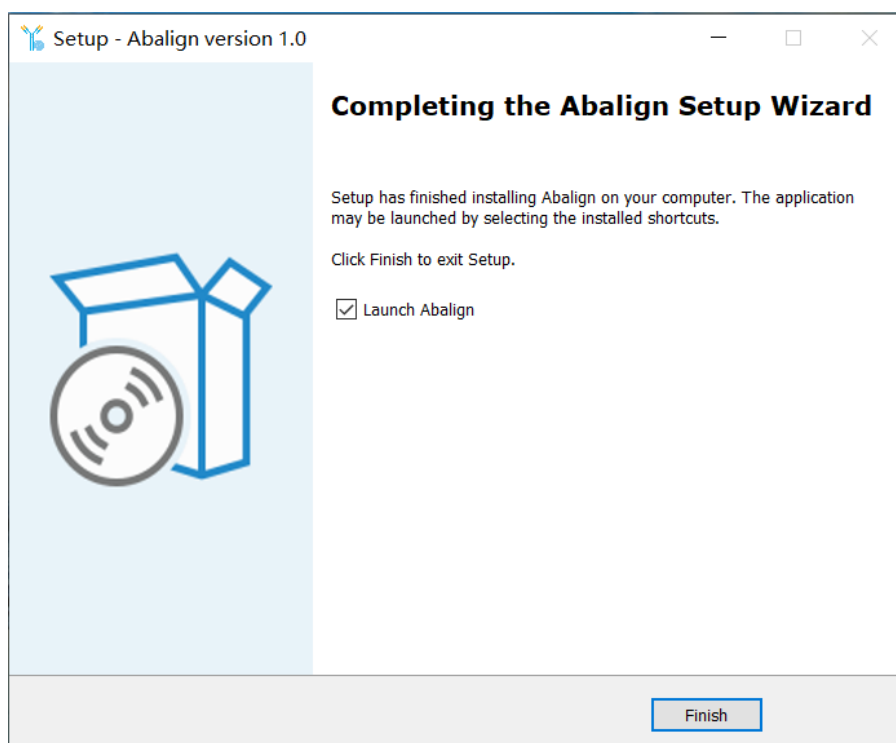 Setup - Abalign version 1.0
Completing the Abalign Setup Wizard
Setup has finished installing Abalign on your computer. The application
may be launched by selecting the installed shortcuts.
Click Finish to exit Setup.
Launch Abalign
Finish